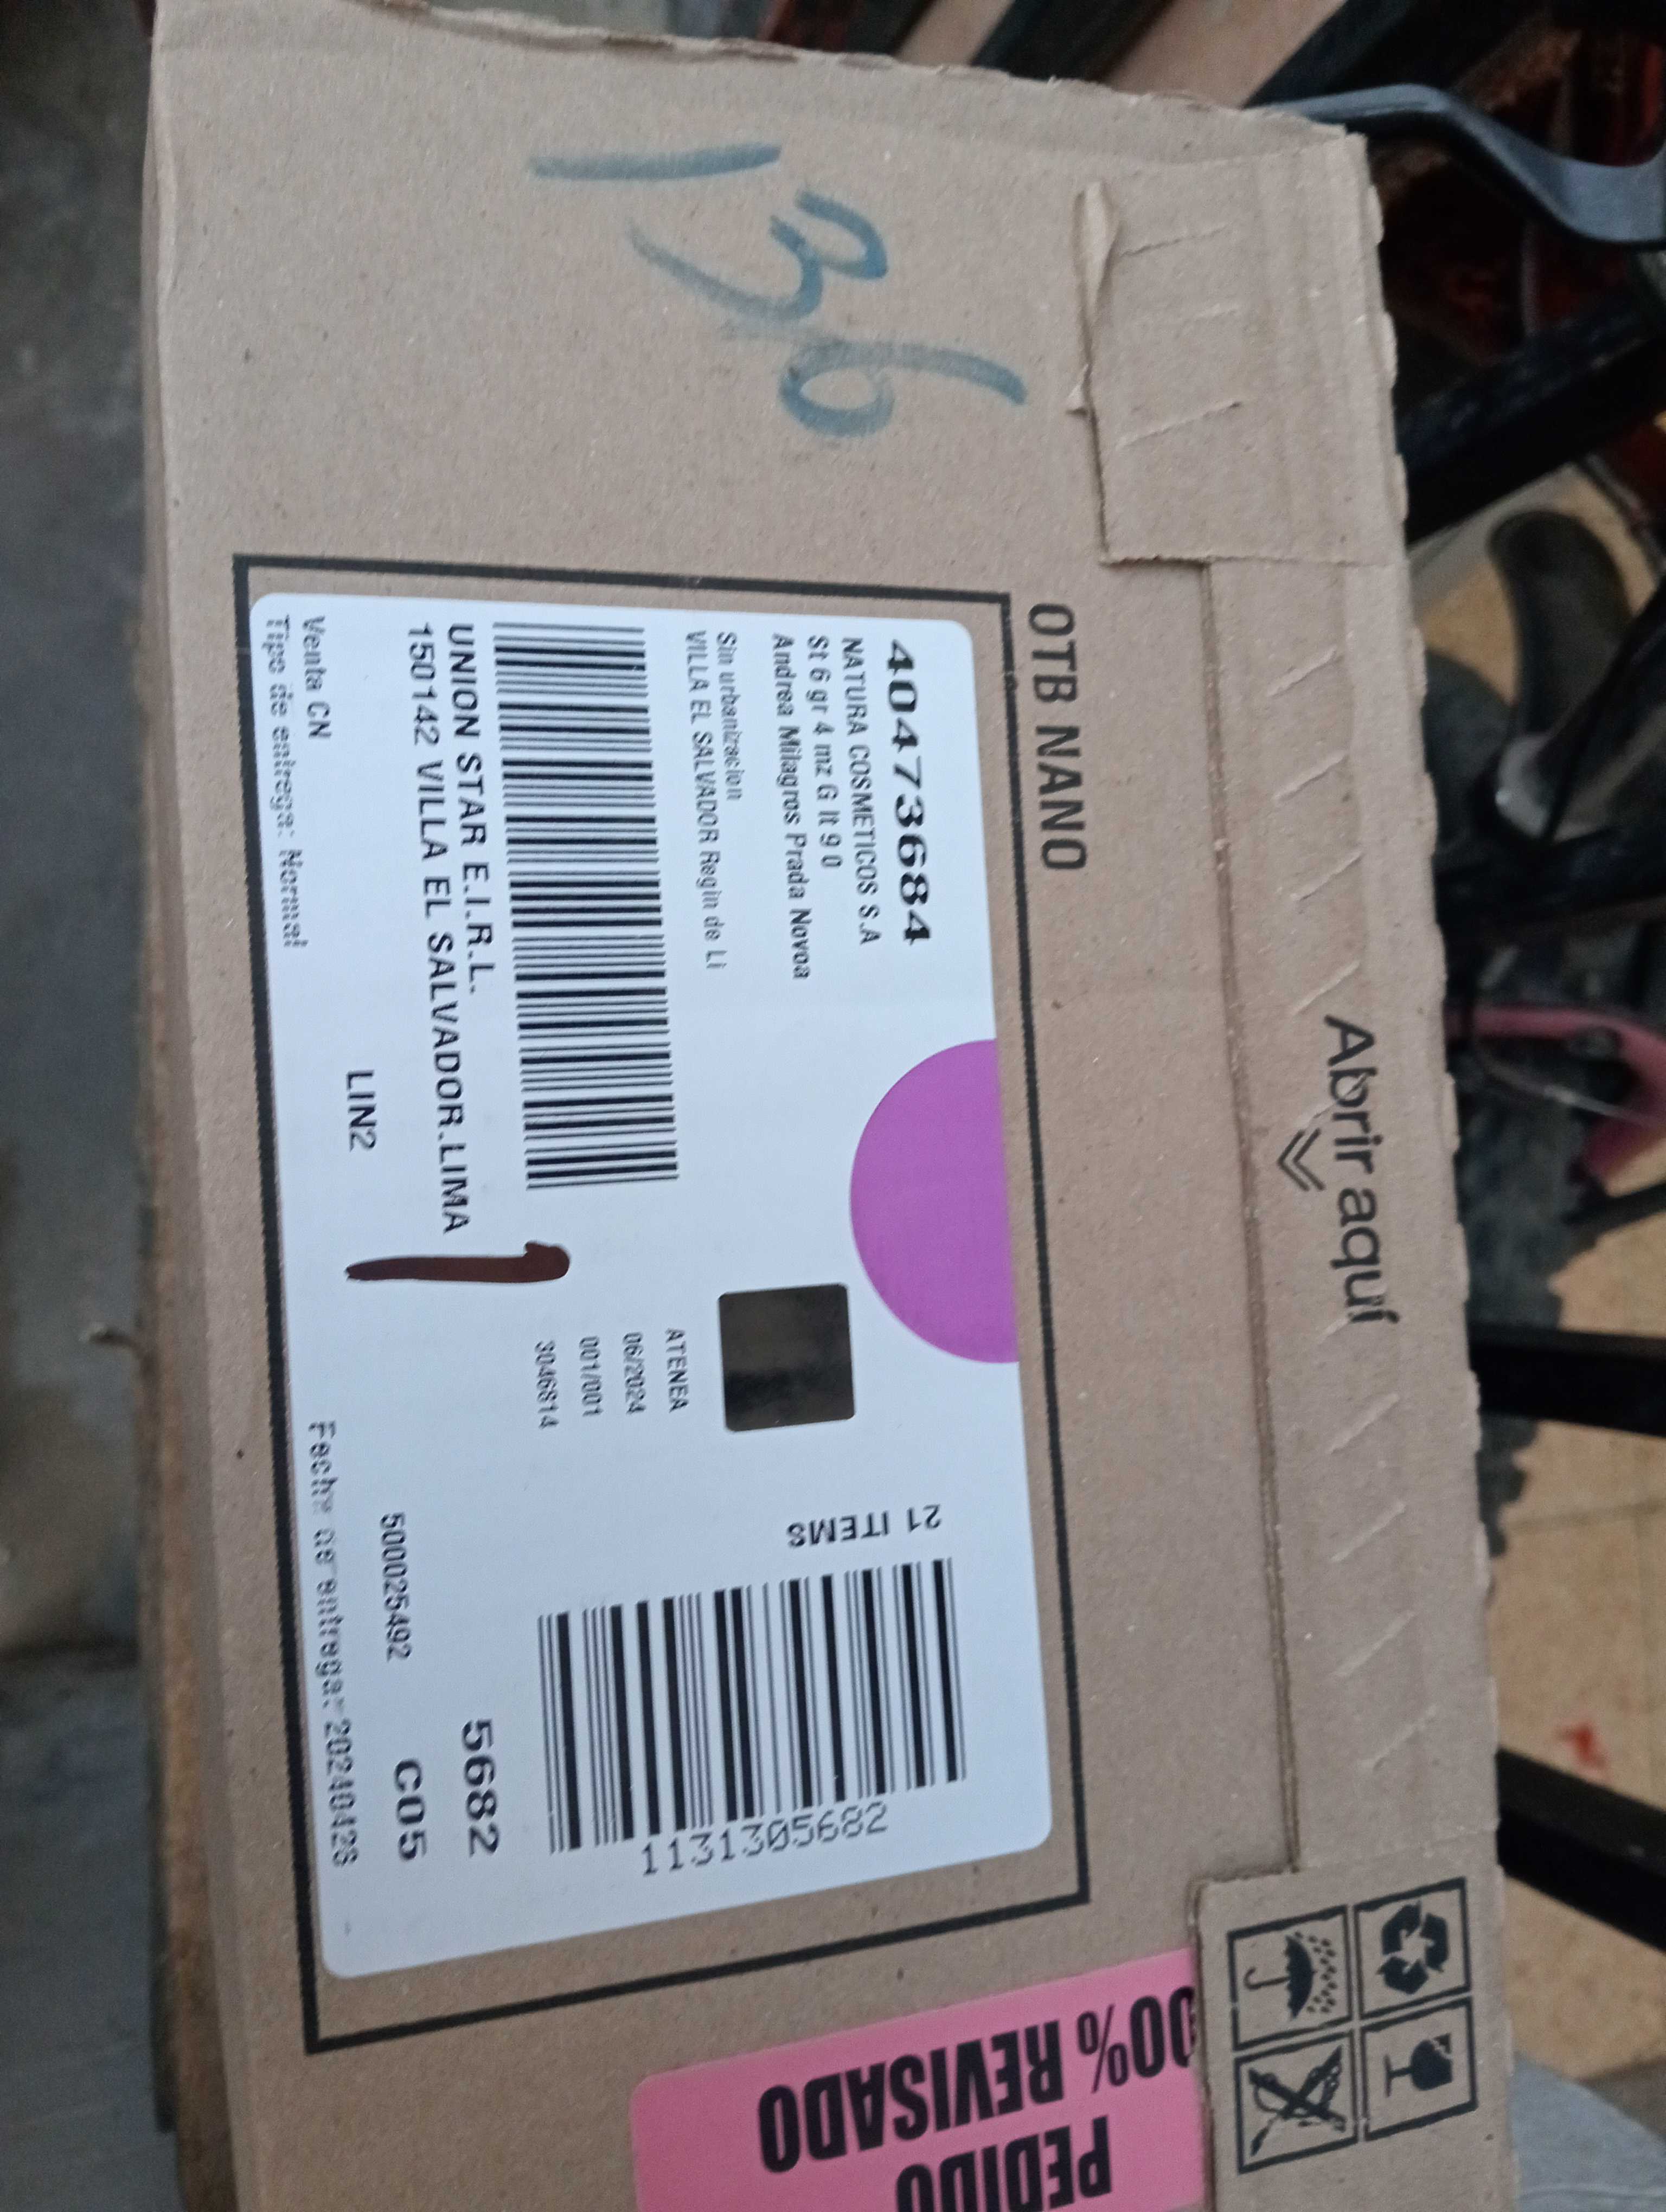 136
OTB NANO
Abrir aquí
404773684
NATURA COSMETICOS S.A
St 6 gr 4 mz G lt 9 0
Andrea Milagros Prada Novoa
Sin urbanizacion
VILLA EL SALVADOR Regin de Li
UNION STAR E.I.R.L.
150142 VILLA EL SALVADOR.LIMA
LIN2
Venta CN
Tipo de entrega: Normal
1
ATENEA
06/2024
001/001
3046814
21 ITEMS
1131305682
5682
500025492
C05
Fecha de entrega:
PEDIDO
00% REVISADO